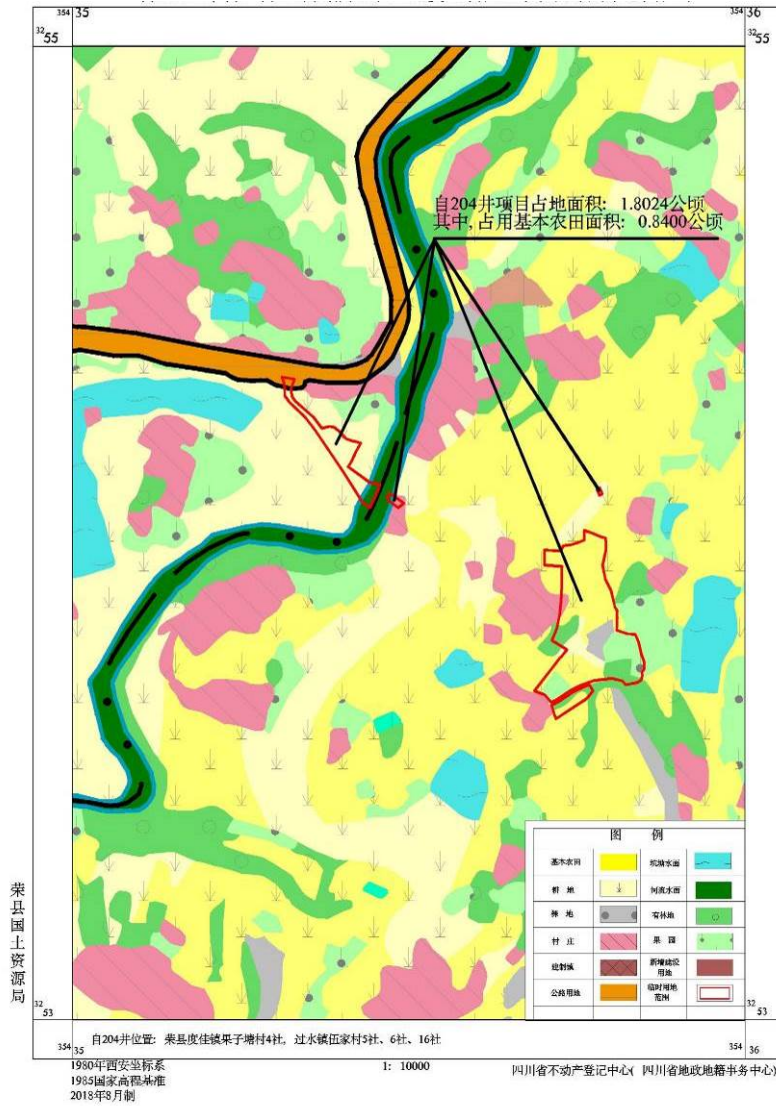 354 35
354 36
32 55
32 55
自204井项目占地面积: 1.8024公顷
其中, 占用基本农田面积: 0.8400公顷
图 例
基本农田
坑塘水面
耕 地
河流水面
裸 地
有林地
村 庄
果 园
建制镇
新增建设用地
公路用地
临时用地范围
荣县国土资源局
32 53
32 53
自204井位置: 荣县度佳镇果子塘村4社, 过水镇伍家村5社、6社、16社
354 35
354 36
1980年西安坐标系
1: 10000
四川省不动产登记中心( 四川省地政地籍事务中心)
1985国家高程基准
2018年8月制